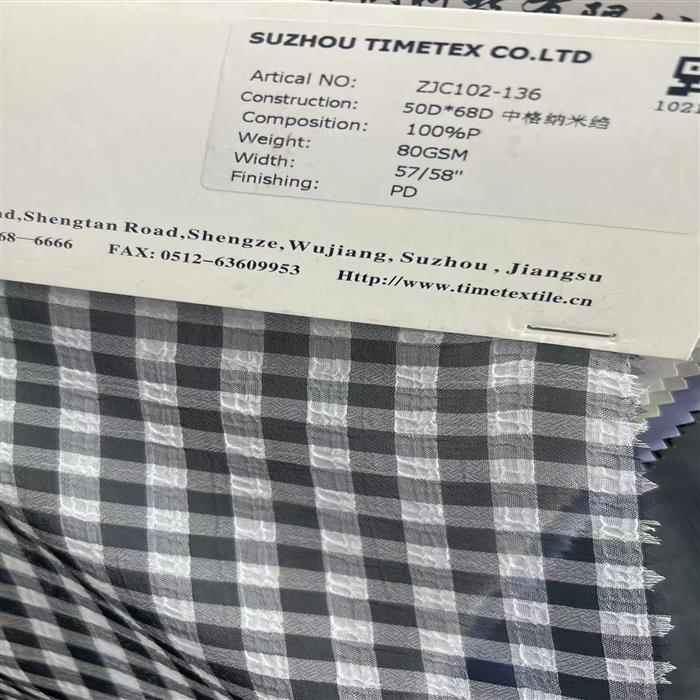 SUZHOU TIMETEX CO.LTD
Artical NO: ZJC102-136
Construction: 50D*68D 中格纳米绉
Composition: 100%P
Weight: 80GSM
Width: 57/58"
Finishing: PD
1021
ad,Shengtan Road,Shengze,Wujiang, Suzhou, Jiangsu
68—6666 FAX: 0512—63609953 Http://www.timetextile.cn